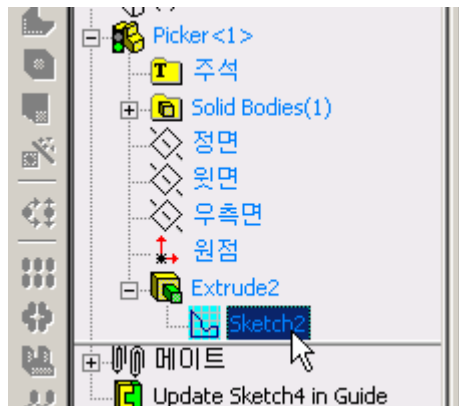 Picker<1>
주석
Solid Bodies(1)
정면
윗면
우측면
원점
Extrude2
Sketch2
메이트
Update Sketch4 in Guide